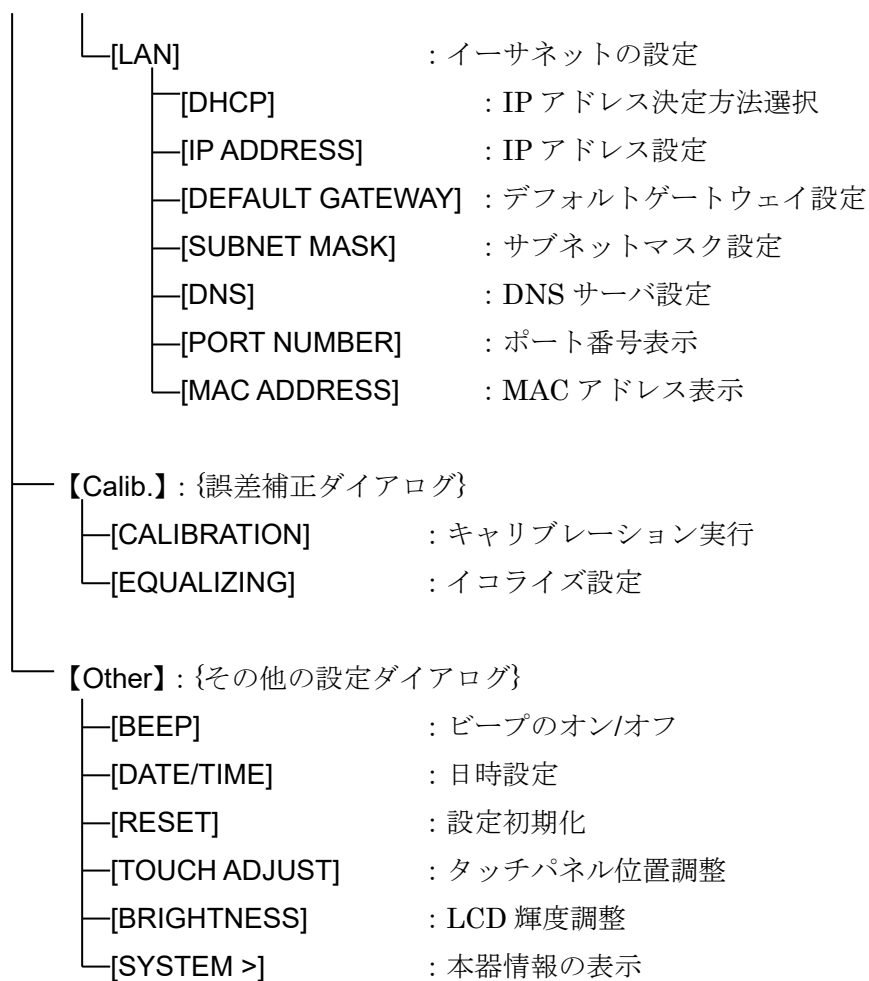 [LAN] : イーサネットの設定
[DHCP] : IP アドレス決定方法選択
[IP ADDRESS] : IP アドレス設定
[DEFAULT GATEWAY] : デフォルトゲートウェイ設定
[SUBNET MASK] : サブネットマスク設定
[DNS] : DNS サーバ設定
[PORT NUMBER] : ポート番号表示
[MAC ADDRESS] : MAC アドレス表示
【Calib.】: {誤差補正ダイアログ}
[CALIBRATION] : キャリブレーション実行
[EQUALIZING] : イコライズ設定
【Other】: {その他の設定ダイアログ}
[BEEP] : ビープのオン/オフ
[DATE/TIME] : 日時設定
[RESET] : 設定初期化
[TOUCH ADJUST] : タッチパネル位置調整
[BRIGHTNESS] : LCD 輝度調整
[SYSTEM >] : 本器情報の表示